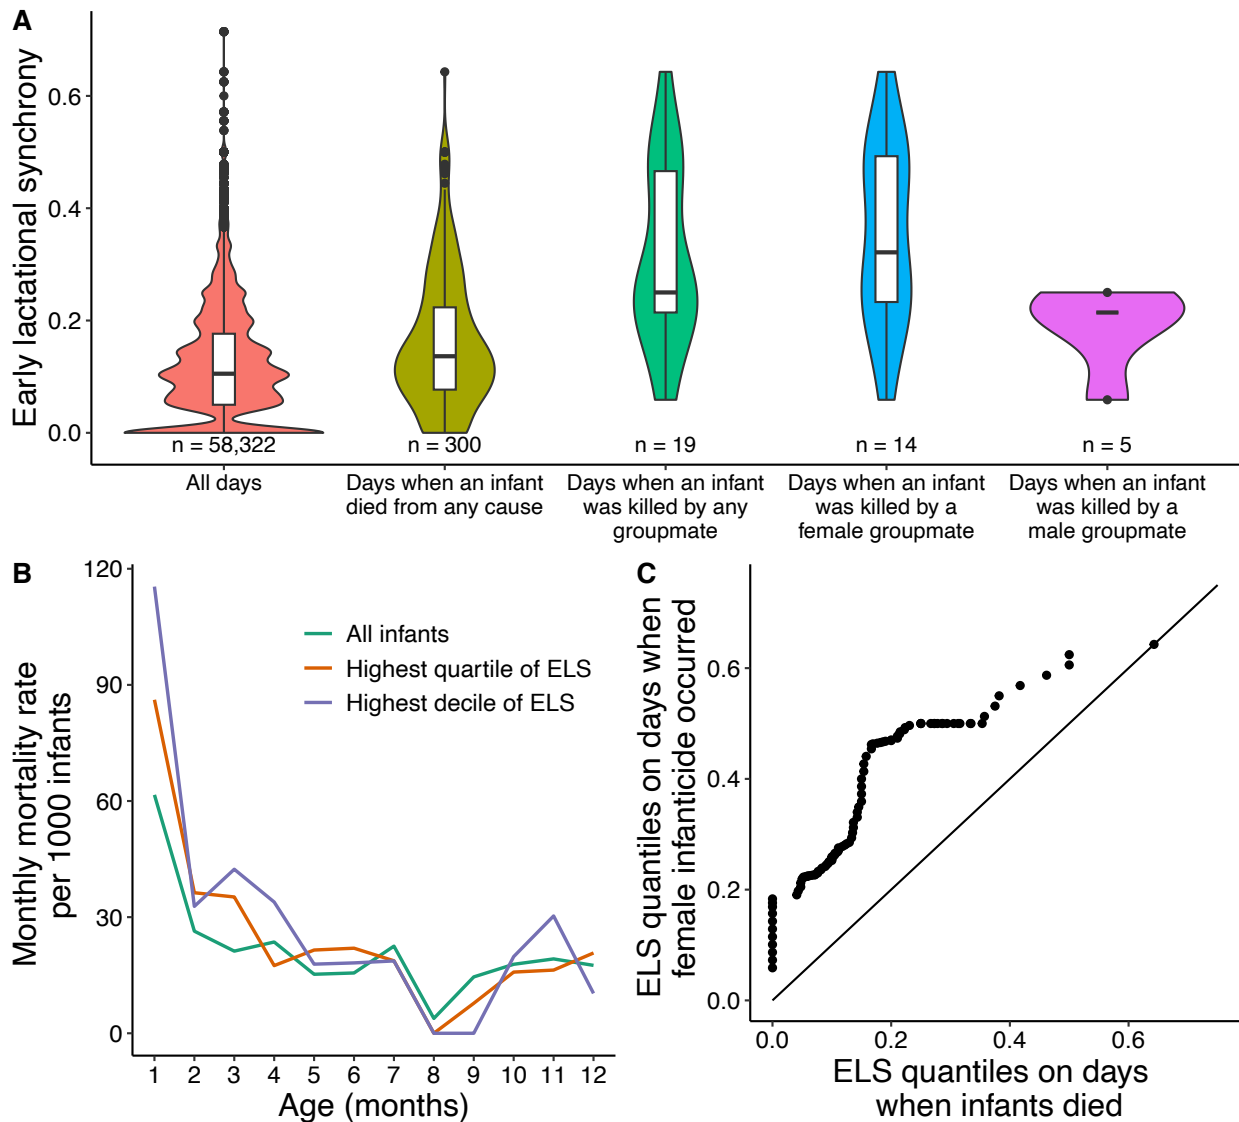 A
Early lactational synchrony
0.6
0.4
0.2
0.0
n = 58,322
n = 300
n = 19
n = 14
n = 5
All days
Days when an infant
died from any cause
Days when an infant
was killed by any
groupmate
Days when an infant
was killed by a
female groupmate
Days when an infant
was killed by a
male groupmate
B
Monthly mortality rate
per 1000 infants
120
90
60
30
0
All infants
Highest quartile of ELS
Highest decile of ELS
1 2 3 4 5 6 7 8 9 10 11 12
Age (months)
C
ELS quantiles on days when
female infanticide occurred
0.6
0.4
0.2
0.0
0.0 0.2 0.4 0.6
ELS quantiles on days
when infants died